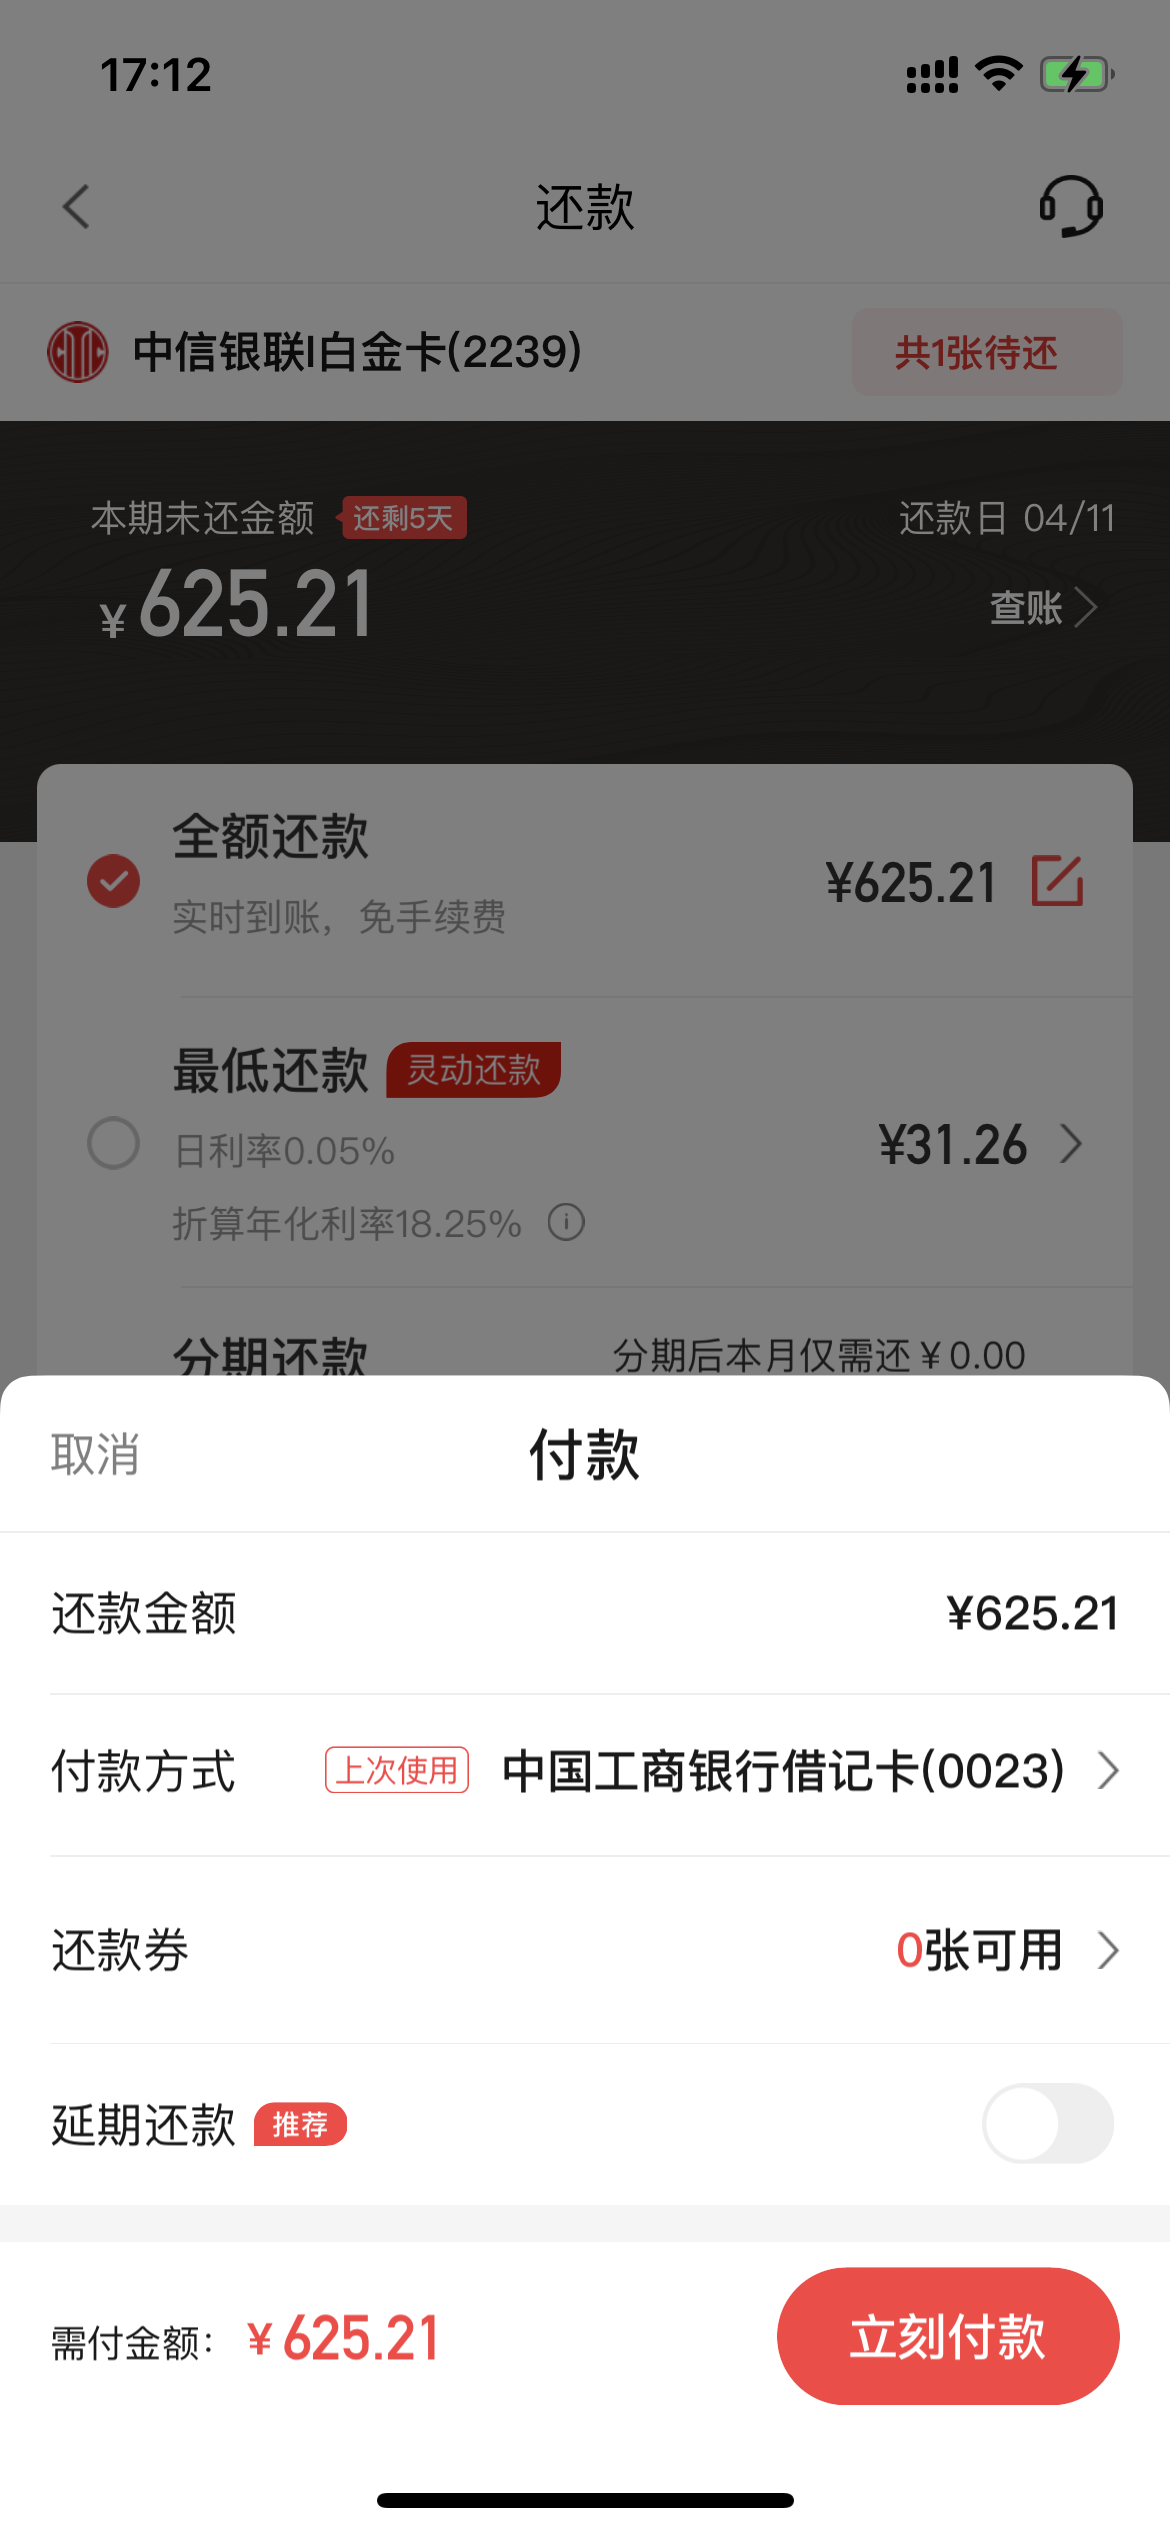 17:12
还款
中信银联I白金卡(2239)
共1张待还
本期未还金额 还剩5天
还款日 04/11
¥ 625.21
查账
全额还款
实时到账，免手续费
¥625.21
最低还款 灵动还款
日利率0.05%
折算年化利率18.25%
¥31.26
分期还款
分期后本月仅需还¥0.00
取消
付款
还款金额
¥625.21
付款方式
上次使用
中国工商银行借记卡(0023)
还款券
0张可用
延期还款 推荐
需付金额： ¥ 625.21
立刻付款